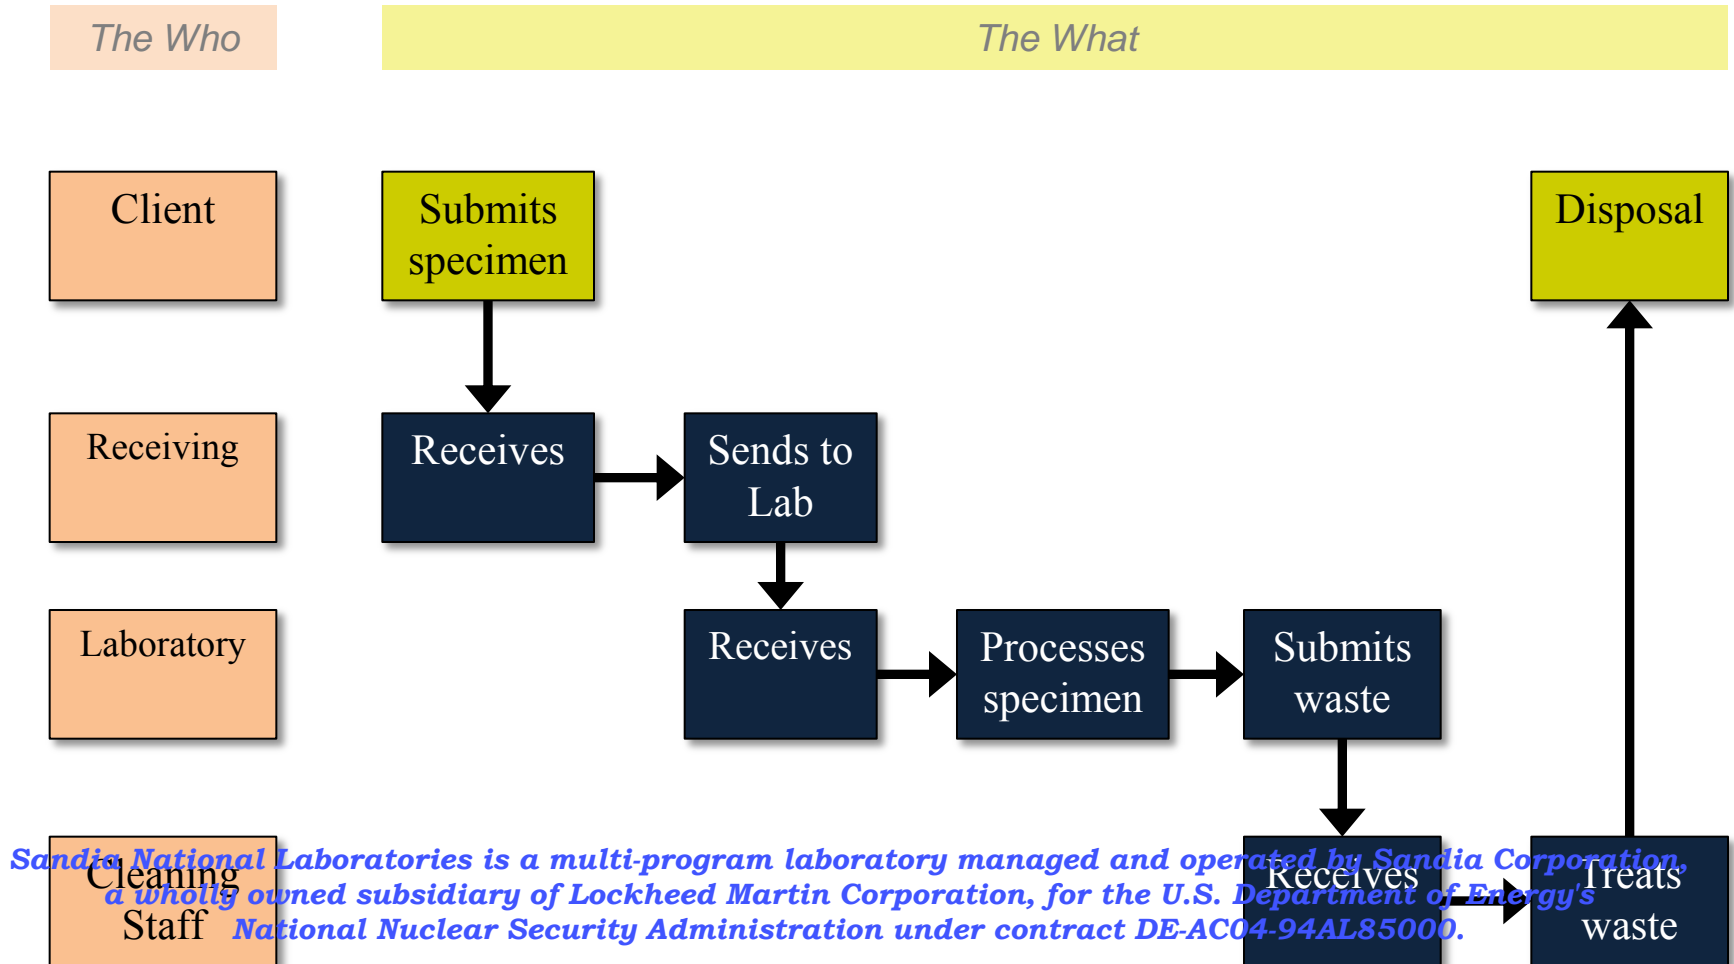 The Who
The What
Client
Submits
specimen
Disposal
Receiving
Receives
Sends to
Lab
Laboratory
Receives
Processes
specimen
Submits
waste
Cleaning
Staff
Receives
Treats
waste
Sandia National Laboratories is a multi-program laboratory managed and operated by Sandia Corporation,
a wholly owned subsidiary of Lockheed Martin Corporation, for the U.S. Department of Energy's
National Nuclear Security Administration under contract DE-AC04-94AL85000.